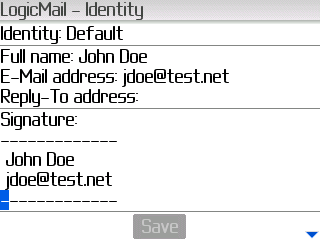 LogicMail - Identity
Identity: Default
Full name: John Doe
E-Mail address: jdoe@test.net
Reply-To address:
Signature:
-------------
John Doe
jdoe@test.net
-------------
Save